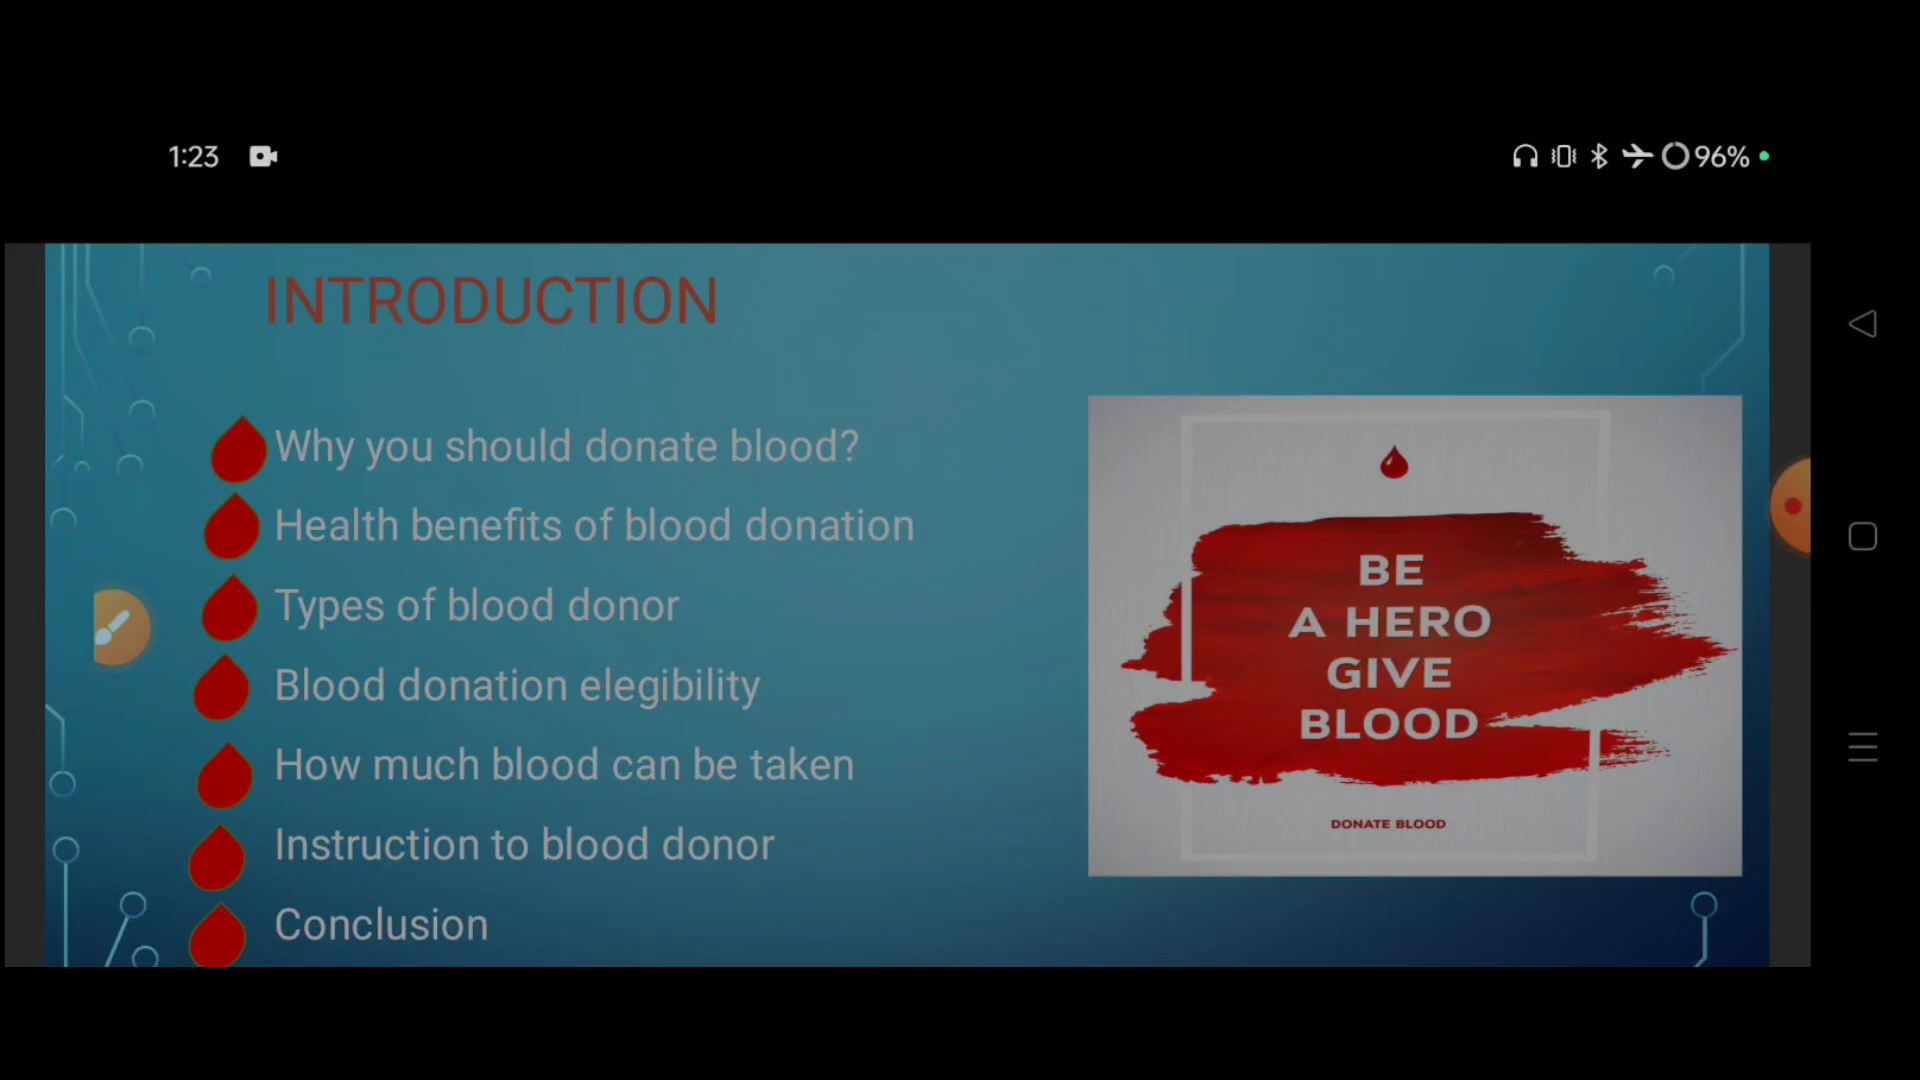 1:23
96%
INTRODUCTION
Why you should donate blood?
Health benefits of blood donation
Types of blood donor
Blood donation elegibility
How much blood can be taken
Instruction to blood donor
Conclusion
BE
A HERO
GIVE
BLOOD
DONATE BLOOD